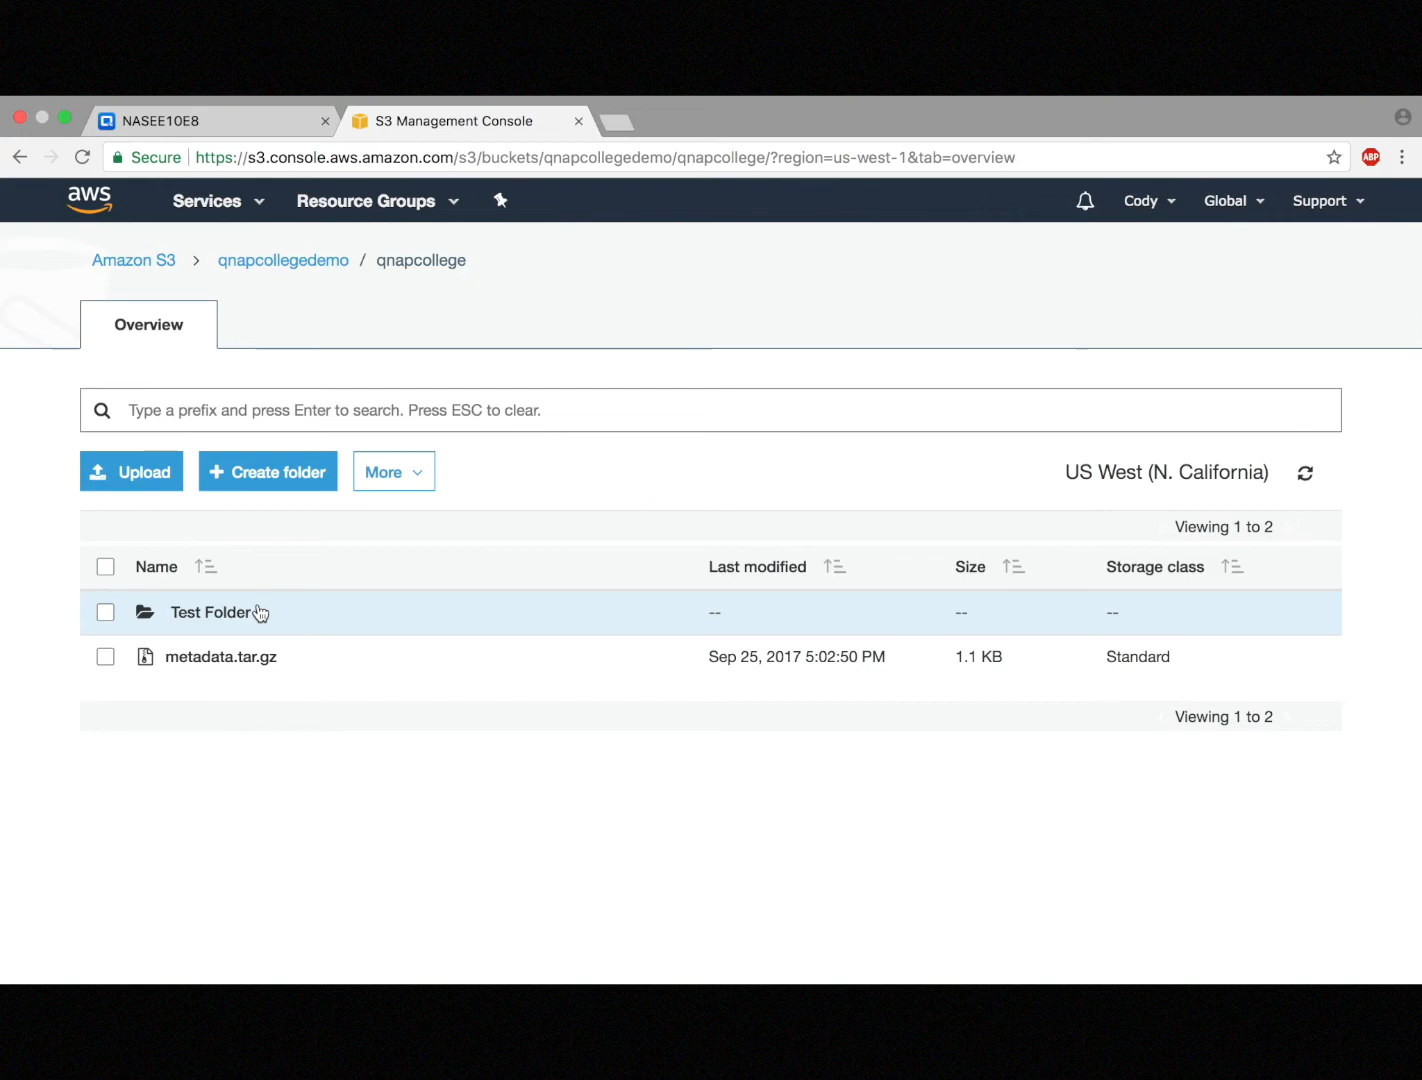 NASEE10E8
S3 Management Console
Secure https://s3.console.aws.amazon.com/s3/buckets/qnapcollegedemo/qnapcollege/?region=us-west-1&tab=overview
ABP
aws Services Resource Groups Cody Global Support
Amazon S3 > qnapcollegedemo / qnapcollege
Overview
Type a prefix and press Enter to search. Press ESC to clear.
Upload + Create folder More US West (N. California)
Viewing 1 to 2
Name Last modified Size Storage class
Test Folder -- -- --
metadata.tar.gz Sep 25, 2017 5:02:50 PM 1.1 KB Standard
Viewing 1 to 2